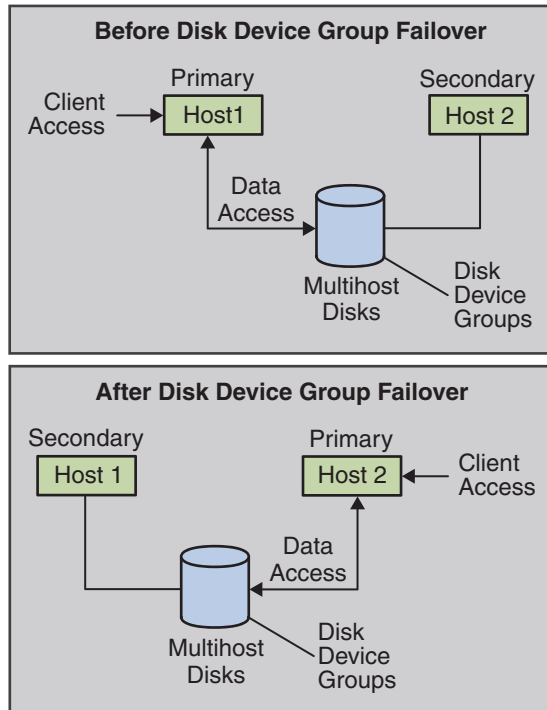 Before Disk Device Group Failover
Primary
Secondary
Client
Access
Host1
Host 2
Data
Access
Multihost
Disks
Disk
Device
Groups
After Disk Device Group Failover
Secondary
Primary
Host 1
Host 2
Client
Access
Data
Access
Multihost
Disks
Disk
Device
Groups